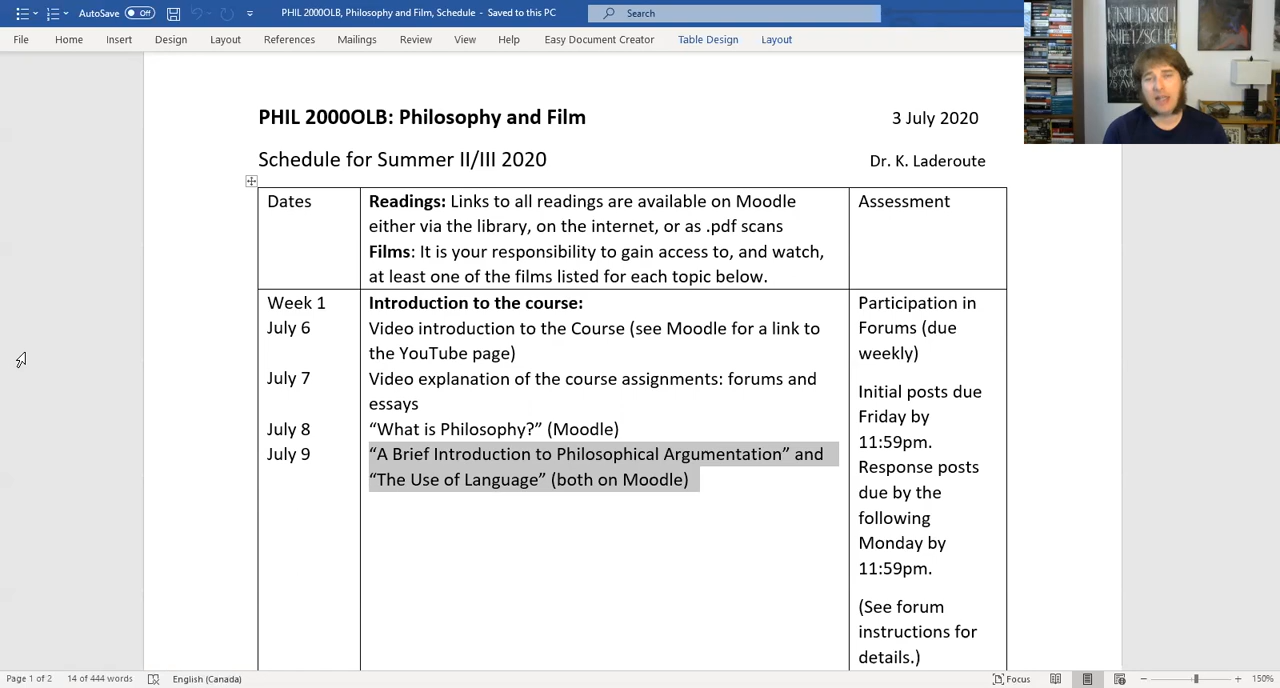 AutoSave Off
PHIL 2000OLB, Philosophy and Film, Schedule - Saved to this PC
Search
File Home Insert Design Layout References Mailings Review View Help Easy Document Creator Table Design Layout
NIETZSCHE
PHIL 2000OLB: Philosophy and Film
3 July 2020
Schedule for Summer II/III 2020
Dr. K. Laderoute
Dates
Readings: Links to all readings are available on Moodle
either via the library, on the internet, or as .pdf scans
Films: It is your responsibility to gain access to, and watch,
at least one of the films listed for each topic below.
Assessment
Week 1
July 6
July 7
July 8
July 9
Introduction to the course:
Video introduction to the Course (see Moodle for a link to
the YouTube page)
Video explanation of the course assignments: forums and
essays
“What is Philosophy?” (Moodle)
“A Brief Introduction to Philosophical Argumentation” and
“The Use of Language” (both on Moodle)
Participation in
Forums (due
weekly)
Initial posts due
Friday by
11:59pm.
Response posts
due by the
following
Monday by
11:59pm.
(See forum
instructions for
details.)
Page 1 of 2 14 of 444 words English (Canada)
Focus
150%